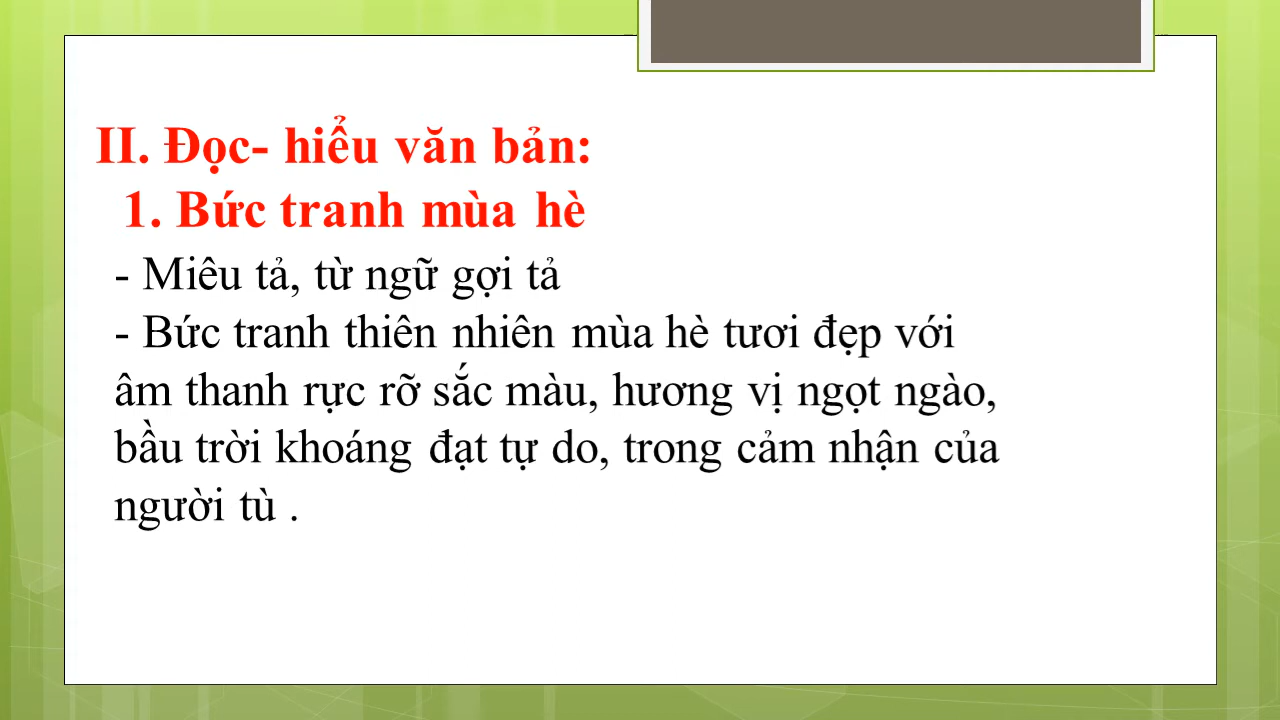 II. Đọc- hiểu văn bản:
1. Bức tranh mùa hè
- Miêu tả, từ ngữ gợi tả
- Bức tranh thiên nhiên mùa hè tươi đẹp với
âm thanh rực rỡ sắc màu, hương vị ngọt ngào,
bầu trời khoáng đạt tự do, trong cảm nhận của
người tù .